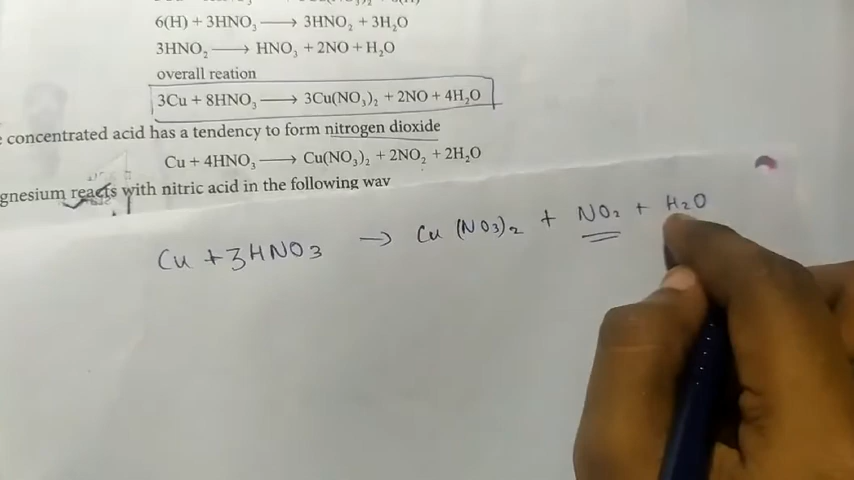 6(H) + 3HNO₃ ⟶ 3HNO₂ + 3H₂O
3HNO₂ ⟶ HNO₃ + 2NO + H₂O
overall reation
3Cu + 8HNO₃ ⟶ 3Cu(NO₃)₂ + 2NO + 4H₂O
concentrated acid has a tendency to form nitrogen dioxide
Cu + 4HNO₃ ⟶ Cu(NO₃)₂ + 2NO₂ + 2H₂O
gnesium reacts with nitric acid in the following way
Cu + 3HNO3 → Cu (NO3)₂ + NO₂ + H₂O